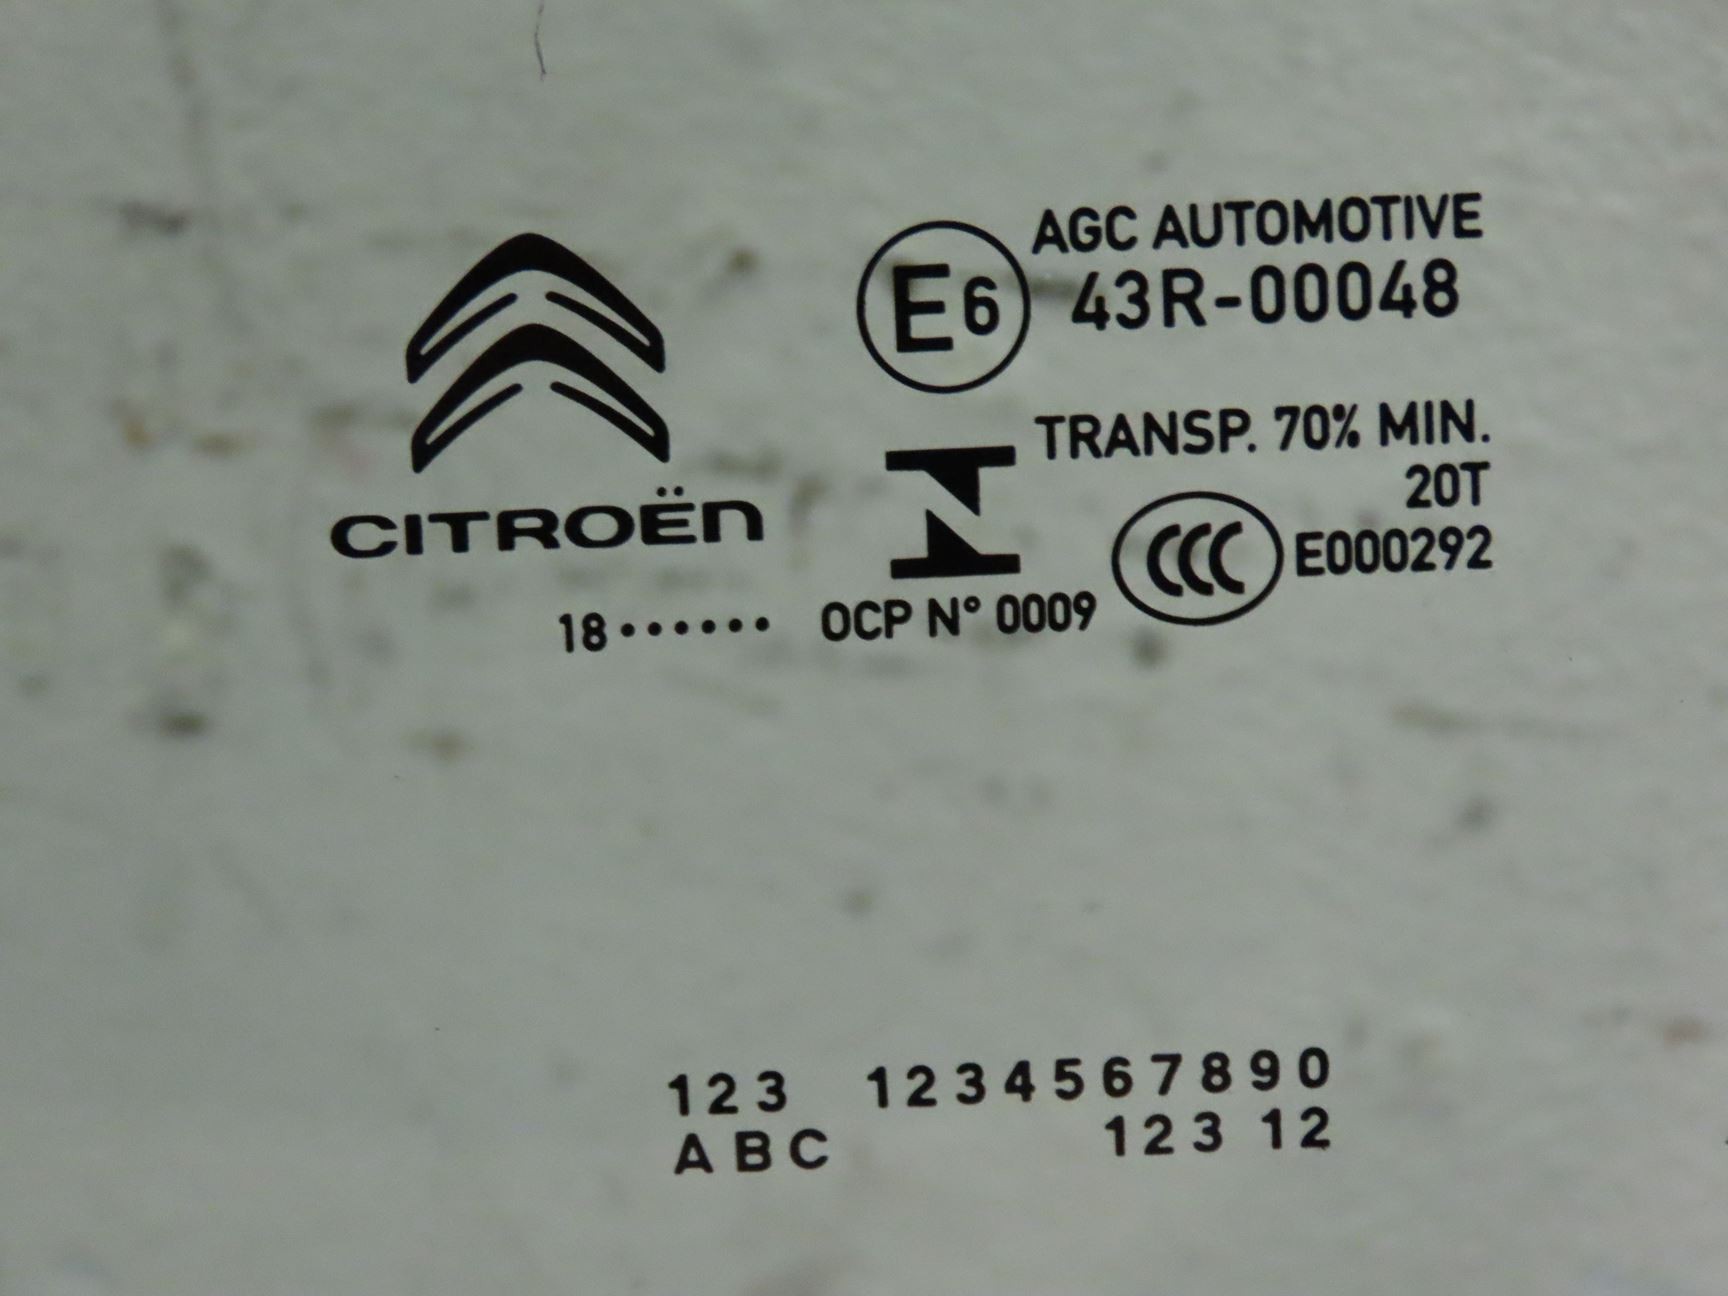 AGC AUTOMOTIVE
E6 43R-00048
TRANSP. 70% MIN.
20T
CITROËN
CCC E000292
18•••••• OCP N° 0009
123 1234567890
ABC 123 12